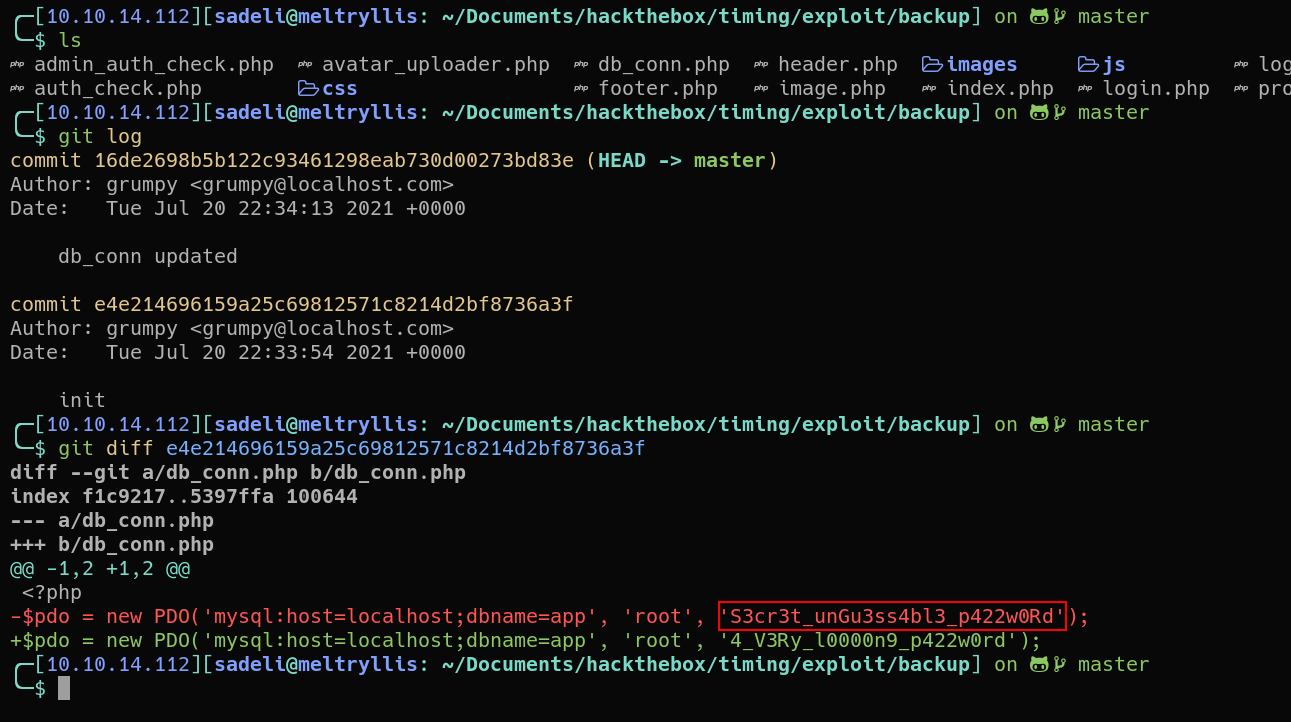 [10.10.14.112][sadeli@meltryllis: ~/Documents/hackthebox/timing/exploit/backup] on master
$ ls
php admin_auth_check.php php avatar_uploader.php php db_conn.php php header.php images js php log
php auth_check.php css php footer.php php image.php php index.php php login.php php pro
[10.10.14.112][sadeli@meltryllis: ~/Documents/hackthebox/timing/exploit/backup] on master
$ git log
commit 16de2698b5b122c93461298eab730d00273bd83e (HEAD -> master)
Author: grumpy <grumpy@localhost.com>
Date:   Tue Jul 20 22:34:13 2021 +0000
    db_conn updated
commit e4e214696159a25c69812571c8214d2bf8736a3f
Author: grumpy <grumpy@localhost.com>
Date:   Tue Jul 20 22:33:54 2021 +0000
    init
[10.10.14.112][sadeli@meltryllis: ~/Documents/hackthebox/timing/exploit/backup] on master
$ git diff e4e214696159a25c69812571c8214d2bf8736a3f
diff --git a/db_conn.php b/db_conn.php
index f1c9217..5397ffa 100644
--- a/db_conn.php
+++ b/db_conn.php
@@ -1,2 +1,2 @@
 <?php
-$pdo = new PDO('mysql:host=localhost;dbname=app', 'root', 'S3cr3t_unGu3ss4bl3_p422w0Rd');
+$pdo = new PDO('mysql:host=localhost;dbname=app', 'root', '4_V3Ry_l0000n9_p422w0rd');
[10.10.14.112][sadeli@meltryllis: ~/Documents/hackthebox/timing/exploit/backup] on master
$